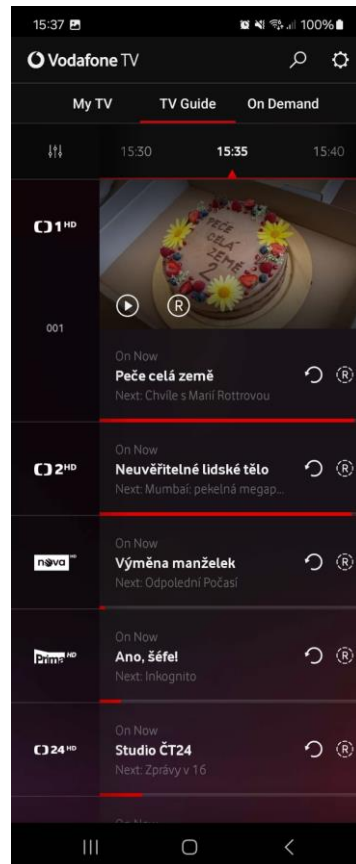 15:37
100%
Vodafone TV
My TV
TV Guide
On Demand
15:30
15:35
15:40
1 HD
001
PEČE
CELÁ
ZEMĚ
2
R
On Now
Peče celá země
Next: Chvíle s Marií Rottrovou
R
2 HD
On Now
Neuvěřitelné lidské tělo
Next: Mumbai: pekelná megap...
R
nova HD
On Now
Výměna manželek
Next: Odpolední Počasí
R
Prima HD
On Now
Ano, šéfe!
Next: Inkognito
R
24 HD
On Now
Studio ČT24
Next: Zprávy v 16
R